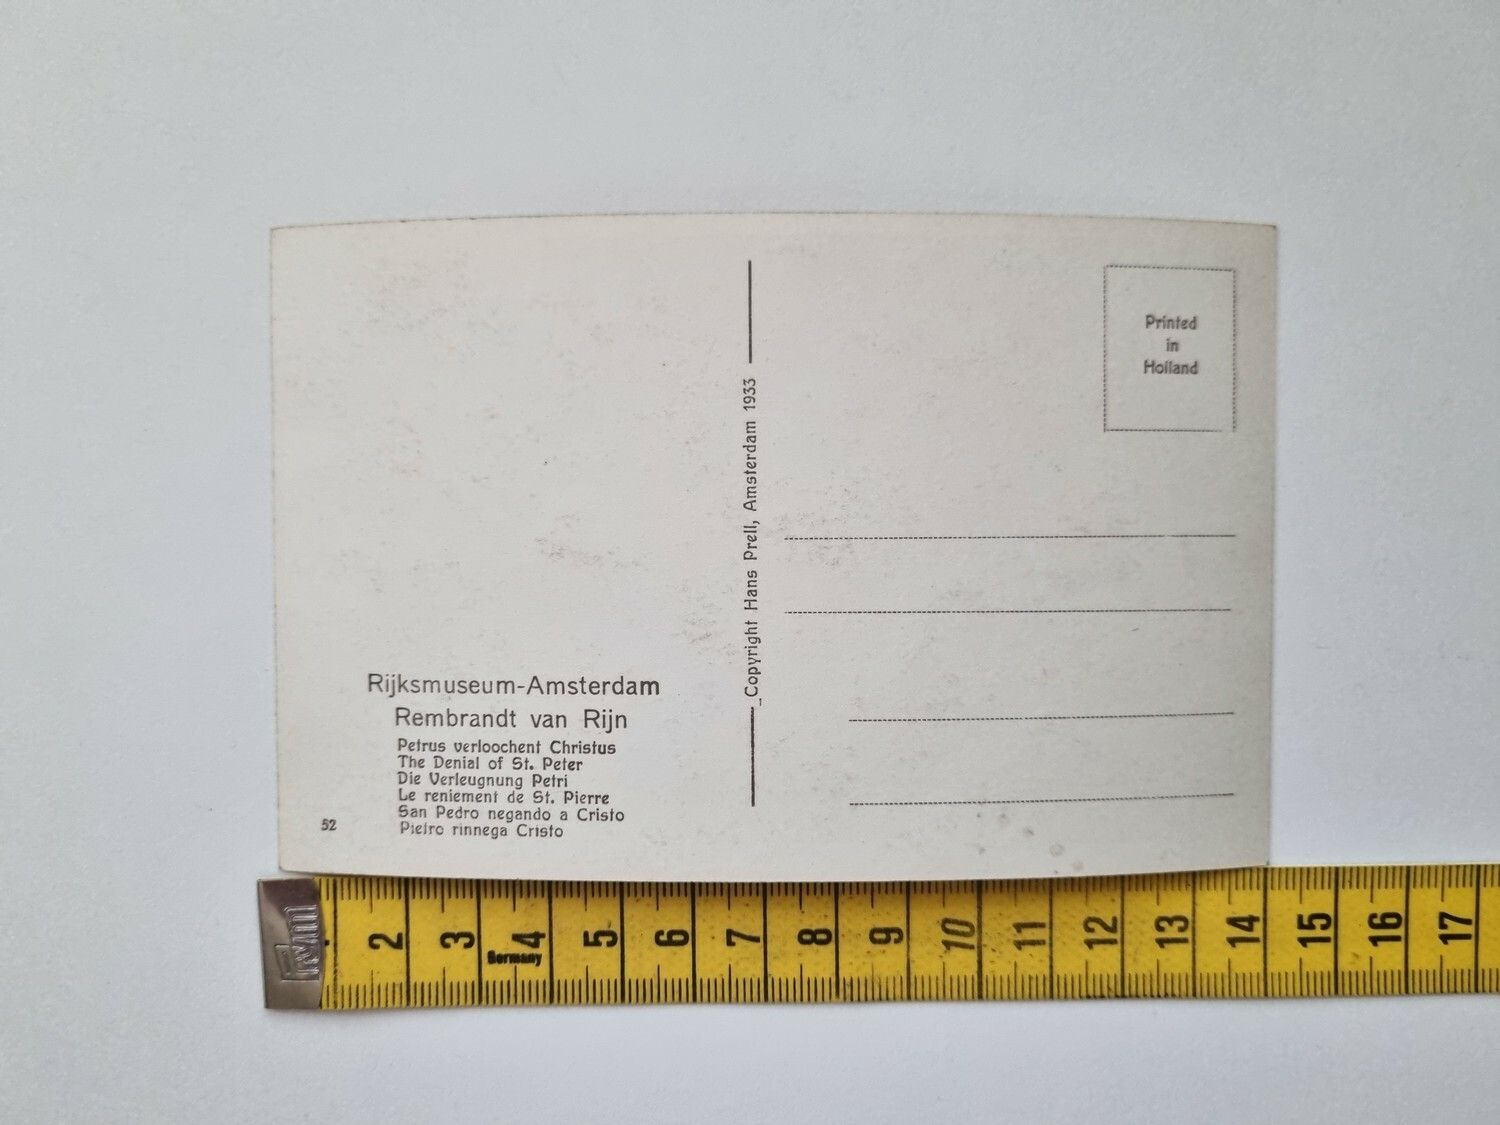 Printed
in
Holland
Copyright Hans Prell, Amsterdam 1933
Rijksmuseum-Amsterdam
Rembrandt van Rijn
Petrus verloochent Christus
The Denial of St. Peter
Die Verleugnung Petri
Le reniement de St. Pierre
San Pedro negando a Cristo
Pietro rinnega Cristo
52
2 3 4 5 6 7 8 9 10 11 12 13 14 15 16 17
Germany